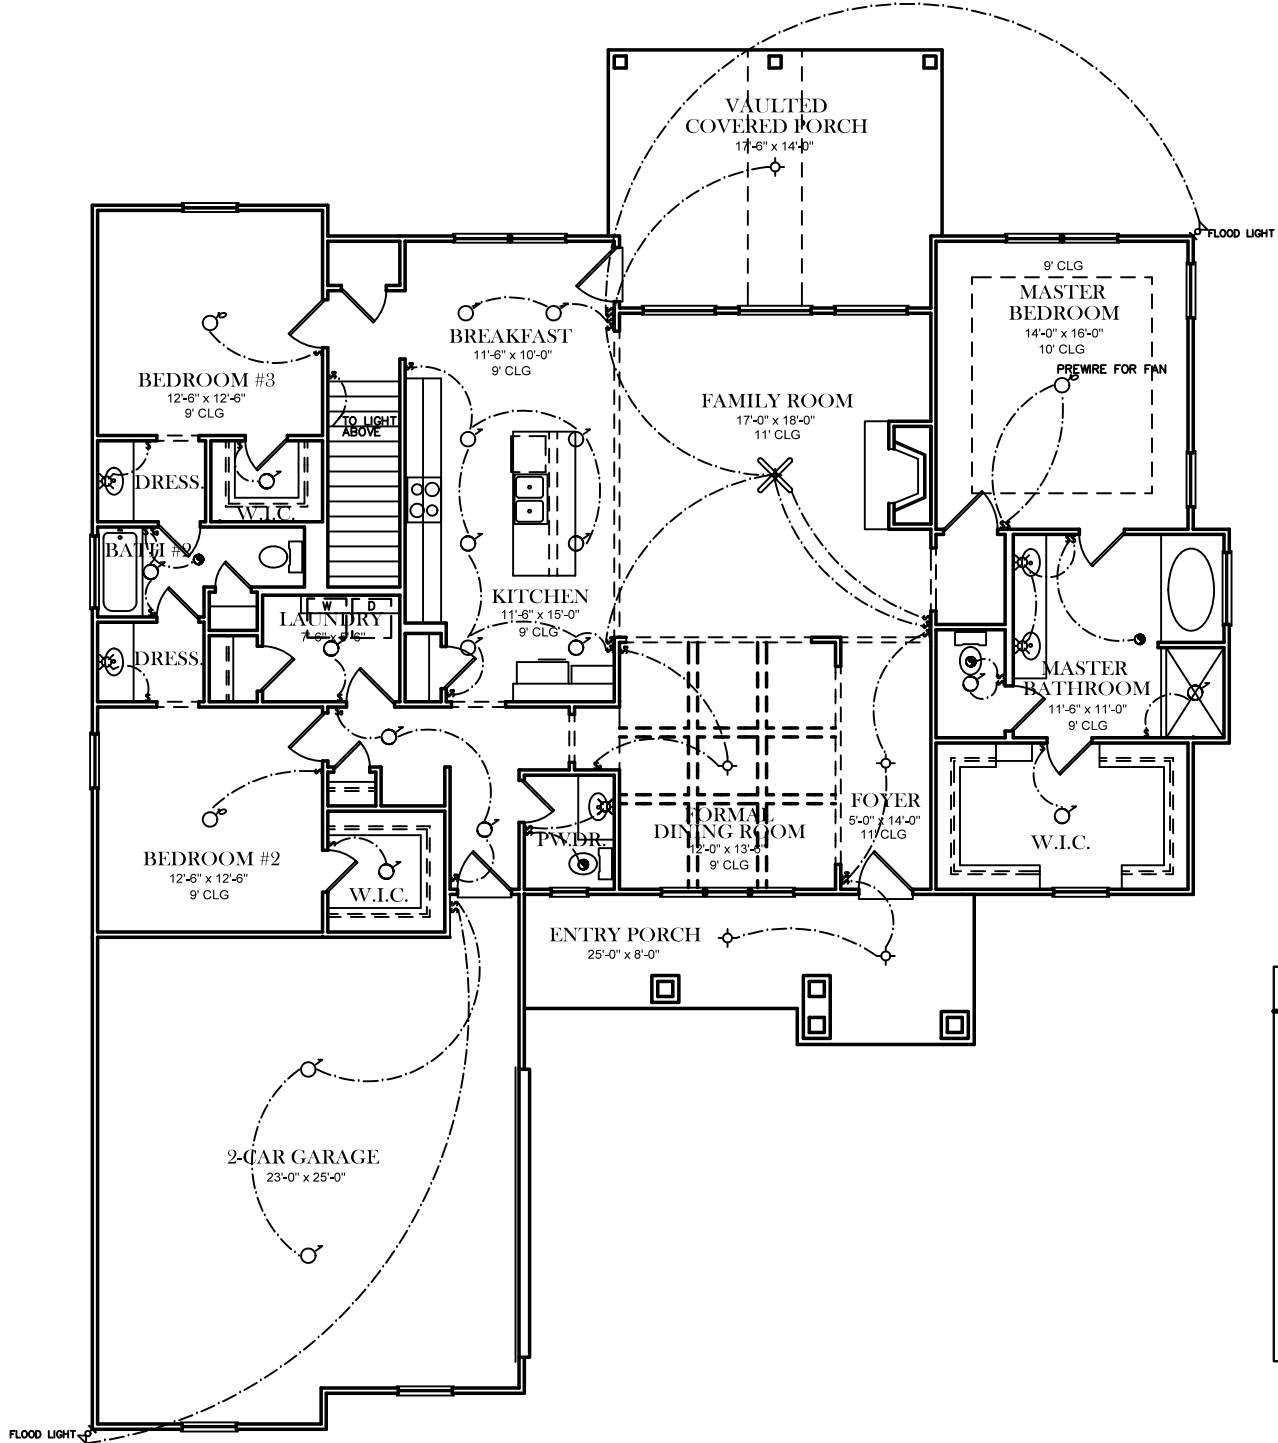 VAULTED
COVERED PORCH
17'-6" x 14'-0"
FLOOD LIGHT
9' CLG
MASTER
BEDROOM
14'-0" x 16'-0"
10' CLG
PREWIRE FOR FAN
BREAKFAST
11'-6" x 10'-0"
9' CLG
BEDROOM #3
12'-6" x 12'-6"
9' CLG
FAMILY ROOM
17'-0" x 18'-0"
11' CLG
TO LIGHT
ABOVE
DRESS.
W.I.C.
BATH #2
KITCHEN
11'-6" x 15'-0"
9' CLG
W D
LAUNDRY
DRESS.
MASTER
BATHROOM
11'-6" x 11'-0"
9' CLG
FOYER
5'-0" x 14'-0"
11' CLG
FORMAL
DINING ROOM
12'-0" x 13'-6"
9' CLG
PWDR.
W.I.C.
BEDROOM #2
12'-6" x 12'-6"
9' CLG
W.I.C.
ENTRY PORCH
25'-0" x 8'-0"
2-CAR GARAGE
23'-0" x 25'-0"
FLOOD LIGHT